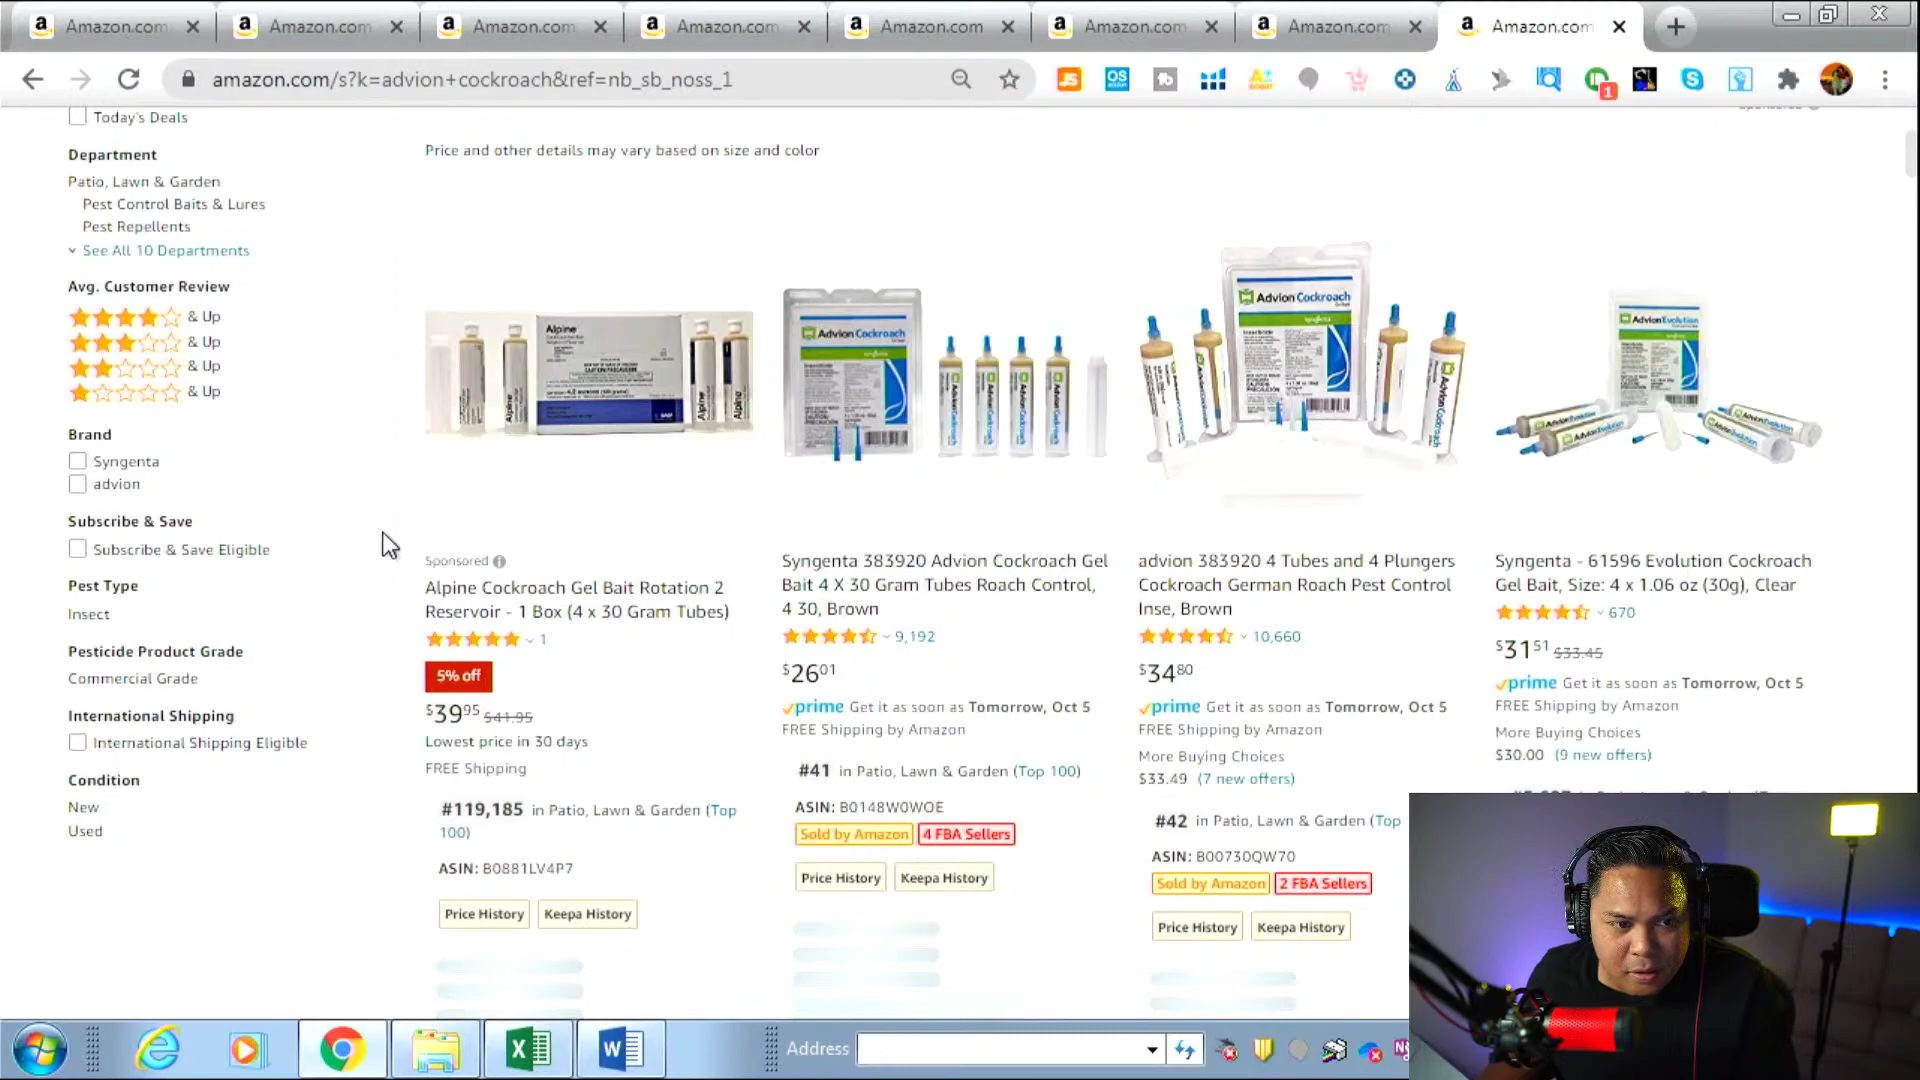 Amazon.com
Amazon.com
Amazon.com
Amazon.com
Amazon.com
Amazon.com
Amazon.com
Amazon.com
amazon.com/s?k=advion+cockroach&ref=nb_sb_noss_1
JS
OS
1
Today's Deals
Department
Patio, Lawn & Garden
Pest Control Baits & Lures
Pest Repellents
See All 10 Departments
Avg. Customer Review
& Up
& Up
& Up
& Up
Brand
Syngenta
advion
Subscribe & Save
Subscribe & Save Eligible
Pest Type
Insect
Pesticide Product Grade
Commercial Grade
International Shipping
International Shipping Eligible
Condition
New
Used
Price and other details may vary based on size and color
Alpine
Alpine
Alpine
Alpine
Sponsored
Alpine Cockroach Gel Bait Rotation 2
Reservoir - 1 Box (4 x 30 Gram Tubes)
1
5% off
$39.95 $41.95
Lowest price in 30 days
FREE Shipping
#119,185 in Patio, Lawn & Garden (Top
100)
ASIN: B0881LV4P7
Price History Keepa History
Advion Cockroach
Syngenta 383920 Advion Cockroach Gel
Bait 4 X 30 Gram Tubes Roach Control,
4 30, Brown
9,192
$26.01
prime Get it as soon as Tomorrow, Oct 5
FREE Shipping by Amazon
#41 in Patio, Lawn & Garden (Top 100)
ASIN: B0148W0WOE
Sold by Amazon 4 FBA Sellers
Price History Keepa History
Advion Cockroach
advion 383920 4 Tubes and 4 Plungers
Cockroach German Roach Pest Control
Inse, Brown
10,660
$34.80
prime Get it as soon as Tomorrow, Oct 5
FREE Shipping by Amazon
More Buying Choices
$33.49 (7 new offers)
#42 in Patio, Lawn & Garden (Top
ASIN: B00730QW70
Sold by Amazon 2 FBA Sellers
Price History Keepa History
Advion Evolution
Syngenta - 61596 Evolution Cockroach
Gel Bait, Size: 4 x 1.06 oz (30g), Clear
670
$31.51 $33.45
prime Get it as soon as Tomorrow, Oct 5
FREE Shipping by Amazon
More Buying Choices
$30.00 (9 new offers)
Address